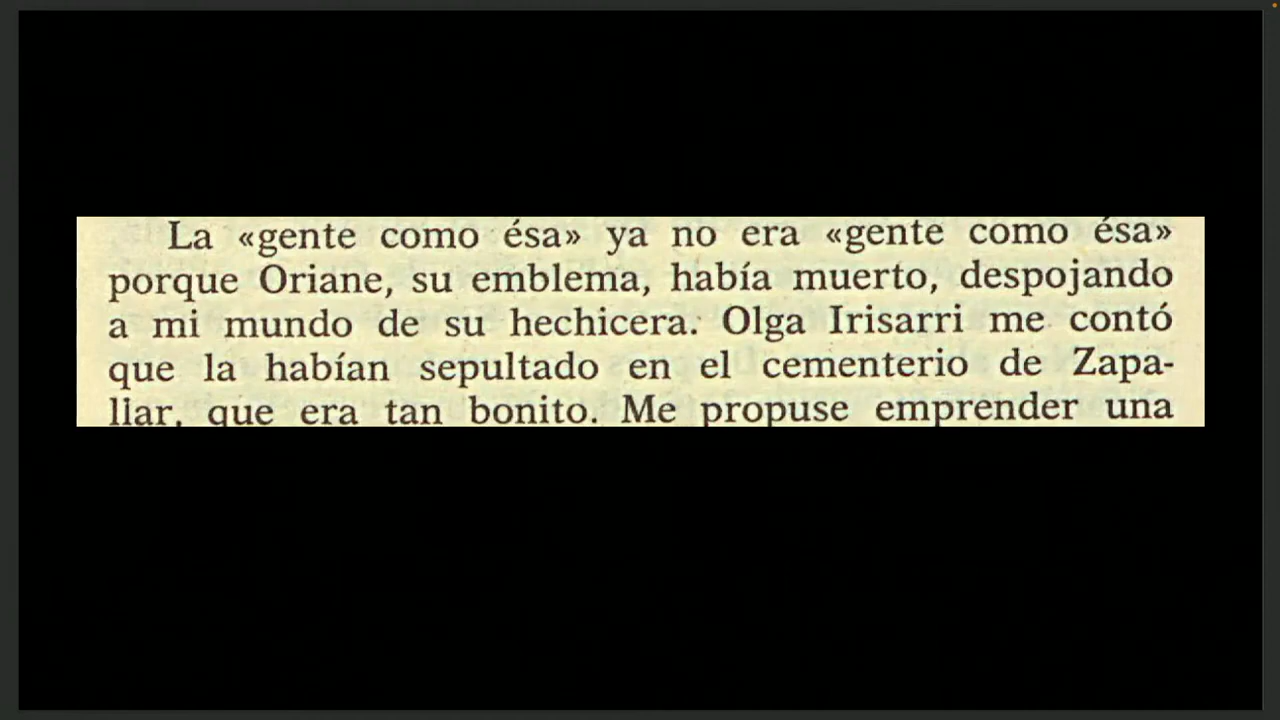 La «gente como ésa» ya no era «gente como ésa»
porque Oriane, su emblema, había muerto, despojando
a mi mundo de su hechicera. Olga Irisarri me contó
que la habían sepultado en el cementerio de Zapa-
llar, que era tan bonito. Me propuse emprender una